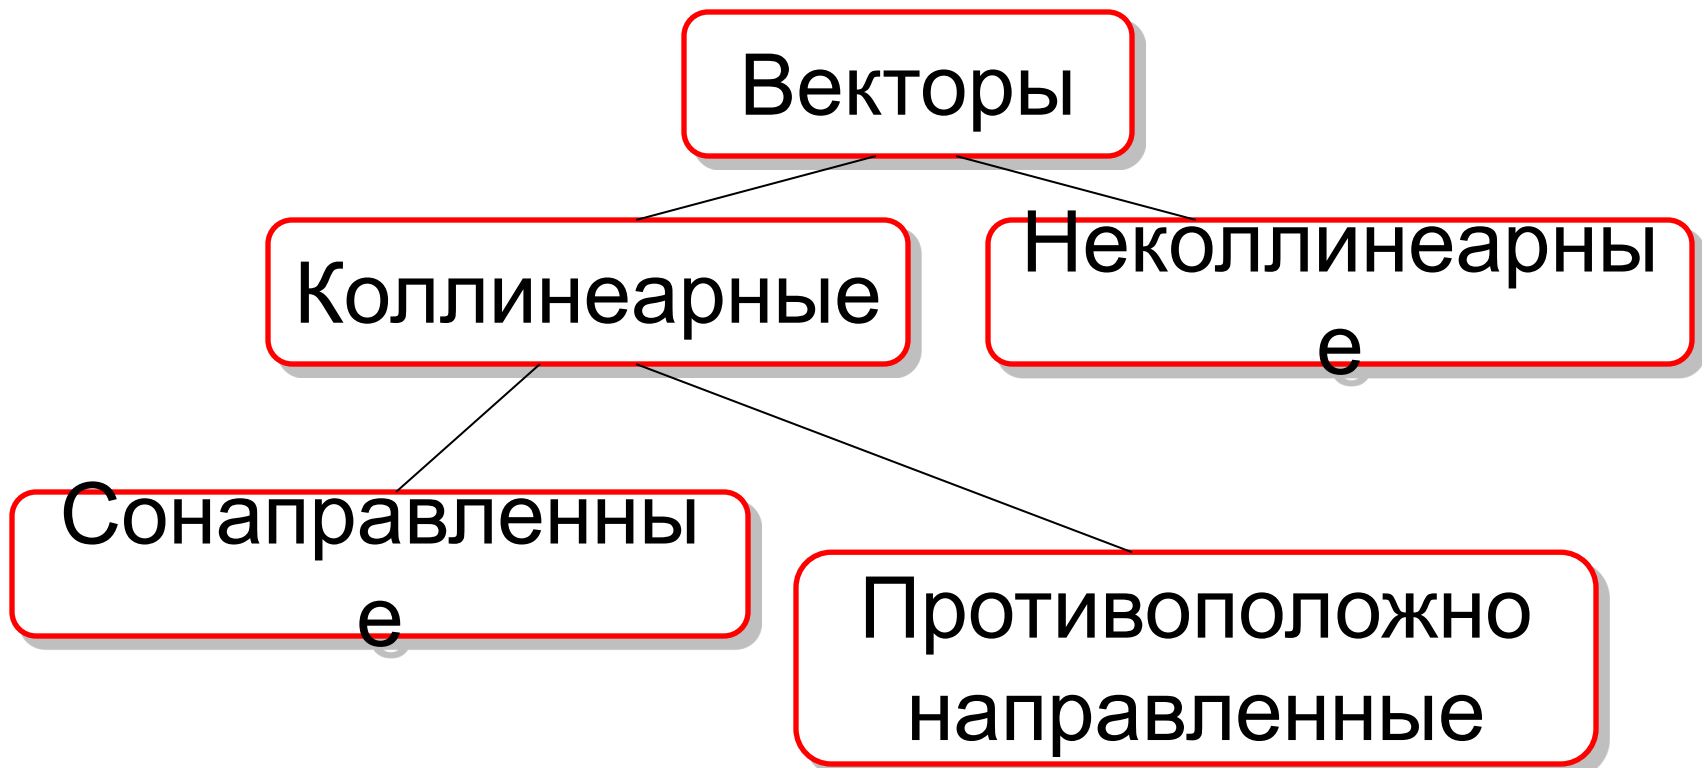 Векторы
Коллинеарные
Неколлинеарны
е
Сонаправленны
е
Противоположно
направленные